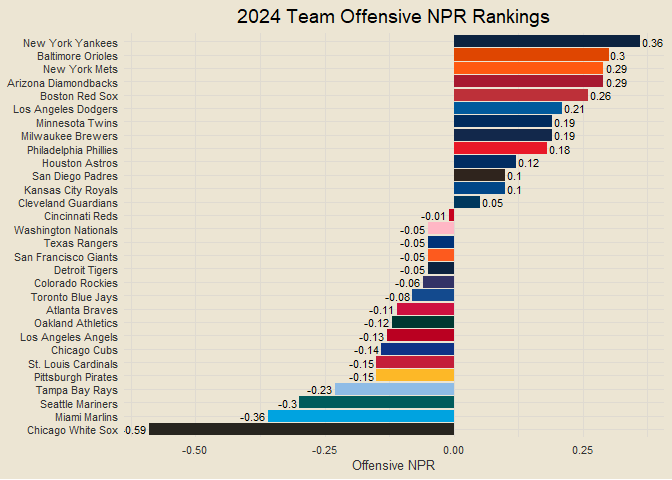 2024 Team Offensive NPR Rankings
New York Yankees 0.36
Baltimore Orioles 0.3
New York Mets 0.29
Arizona Diamondbacks 0.29
Boston Red Sox 0.26
Los Angeles Dodgers 0.21
Minnesota Twins 0.19
Milwaukee Brewers 0.19
Philadelphia Phillies 0.18
Houston Astros 0.12
San Diego Padres 0.1
Kansas City Royals 0.1
Cleveland Guardians 0.05
Cincinnati Reds -0.01
Washington Nationals -0.05
Texas Rangers -0.05
San Francisco Giants -0.05
Detroit Tigers -0.05
Colorado Rockies -0.06
Toronto Blue Jays -0.08
Atlanta Braves -0.11
Oakland Athletics -0.12
Los Angeles Angels -0.13
Chicago Cubs -0.14
St. Louis Cardinals -0.15
Pittsburgh Pirates -0.15
Tampa Bay Rays -0.23
Seattle Mariners -0.3
Miami Marlins -0.36
Chicago White Sox -0.59
-0.50 -0.25 0.00 0.25
Offensive NPR